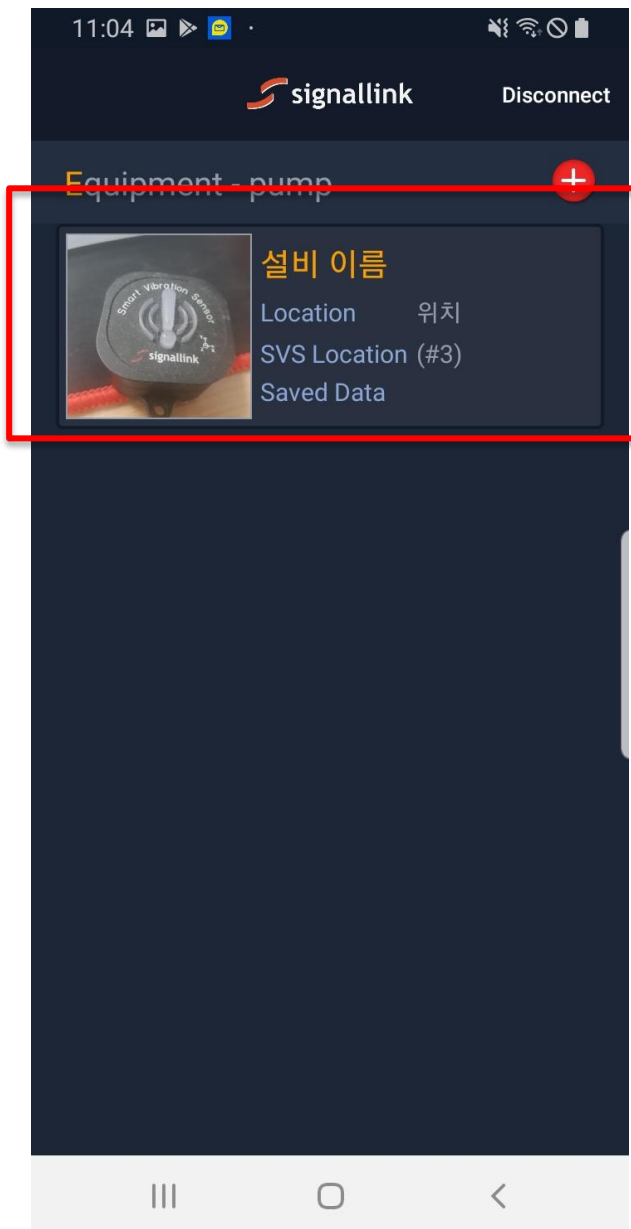 11:04
signallink
Disconnect
Equipment - pump
Smart Vibration Sensor
signallink
설비 이름
Location 위치
SVS Location (#3)
Saved Data